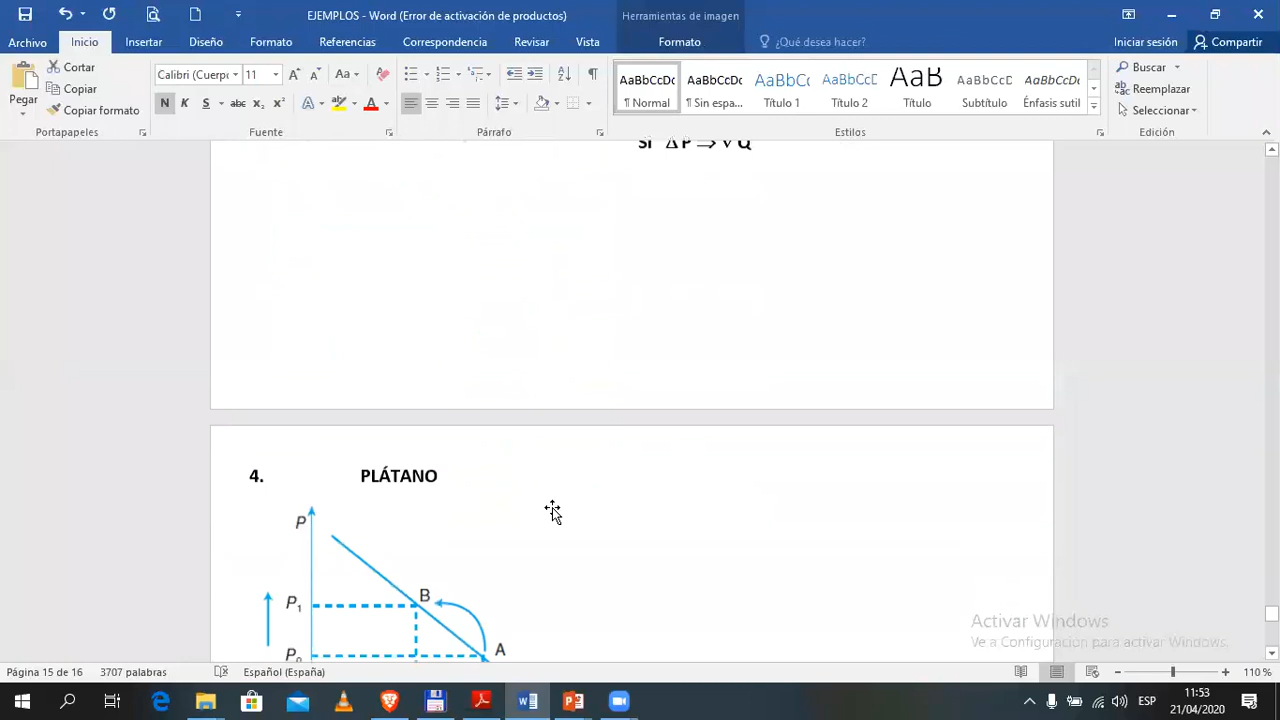 EJEMPLOS - Word (Error de activación de productos)
Herramientas de imagen
Archivo Inicio Insertar Diseño Formato Referencias Correspondencia Revisar Vista Formato ¿Qué desea hacer? Iniciar sesión Compartir
Pegar
Cortar
Copiar
Copiar formato
Portapapeles
Calibri (Cuerpo 11
N K S abc x₂ x²
Fuente
Párrafo
AaBbCcDc AaBbCcDc AaBbCc AaBbCcC AaB AaBbCcD AaBbCcDc
¶ Normal ¶ Sin espa... Título 1 Título 2 Título Subtítulo Énfasis sutil
Estilos
Buscar
Reemplazar
Seleccionar
Edición
SI Δ P ⇒ ∇ Q
4. PLÁTANO
P
P1 B
P0 A
Activar Windows
Ve a Configuración para activar Windows.
Página 15 de 16 3707 palabras Español (España) 110 %
ESP 11:53
21/04/2020